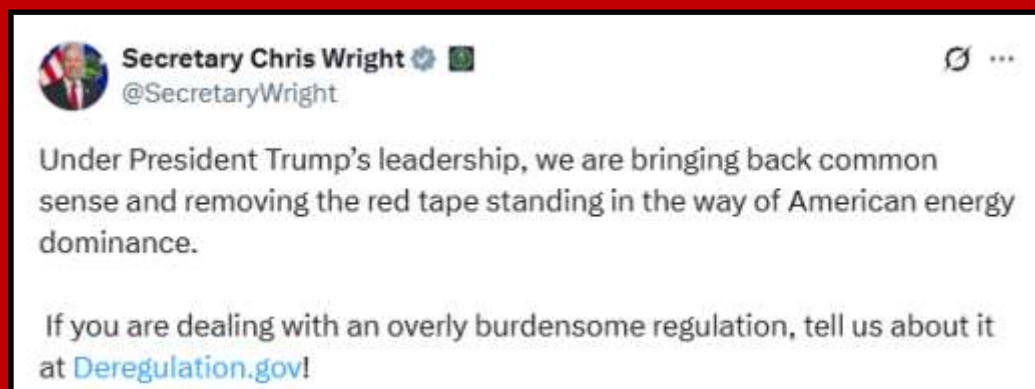 Secretary Chris Wright
@SecretaryWright
Under President Trump’s leadership, we are bringing back common
sense and removing the red tape standing in the way of American energy
dominance.
If you are dealing with an overly burdensome regulation, tell us about it
at Deregulation.gov!